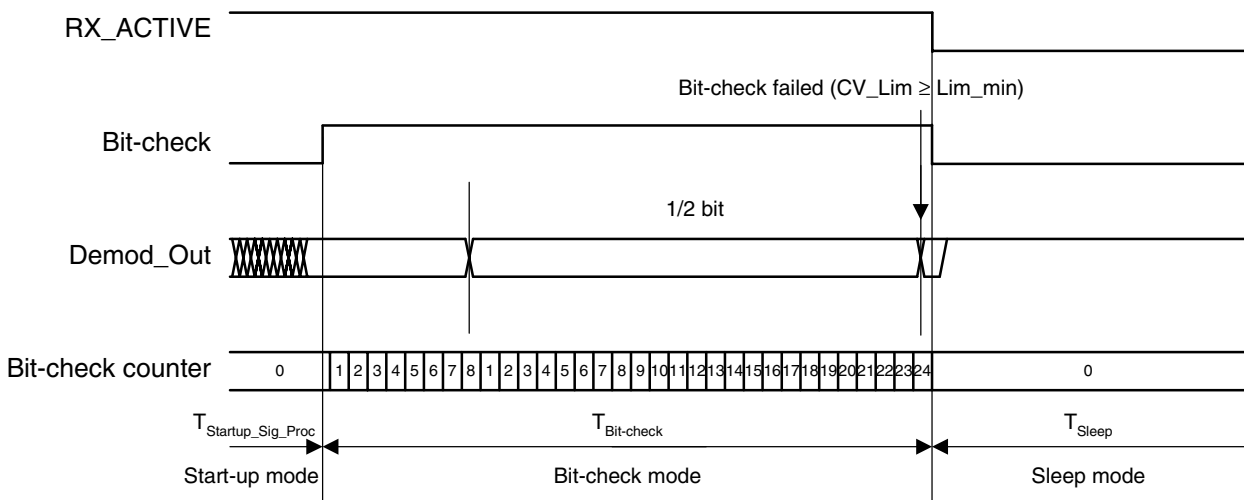 RX_ACTIVE
Bit-check failed (CV_Lim ≥ Lim_min)
Bit-check
1/2 bit
Demod_Out
Bit-check counter 0 1 2 3 4 5 6 7 8 1 2 3 4 5 6 7 8 9 10 11 12 13 14 15 16 17 18 19 20 21 22 23 24 0
TStartup_Sig_Proc TBit-check TSleep
Start-up mode Bit-check mode Sleep mode